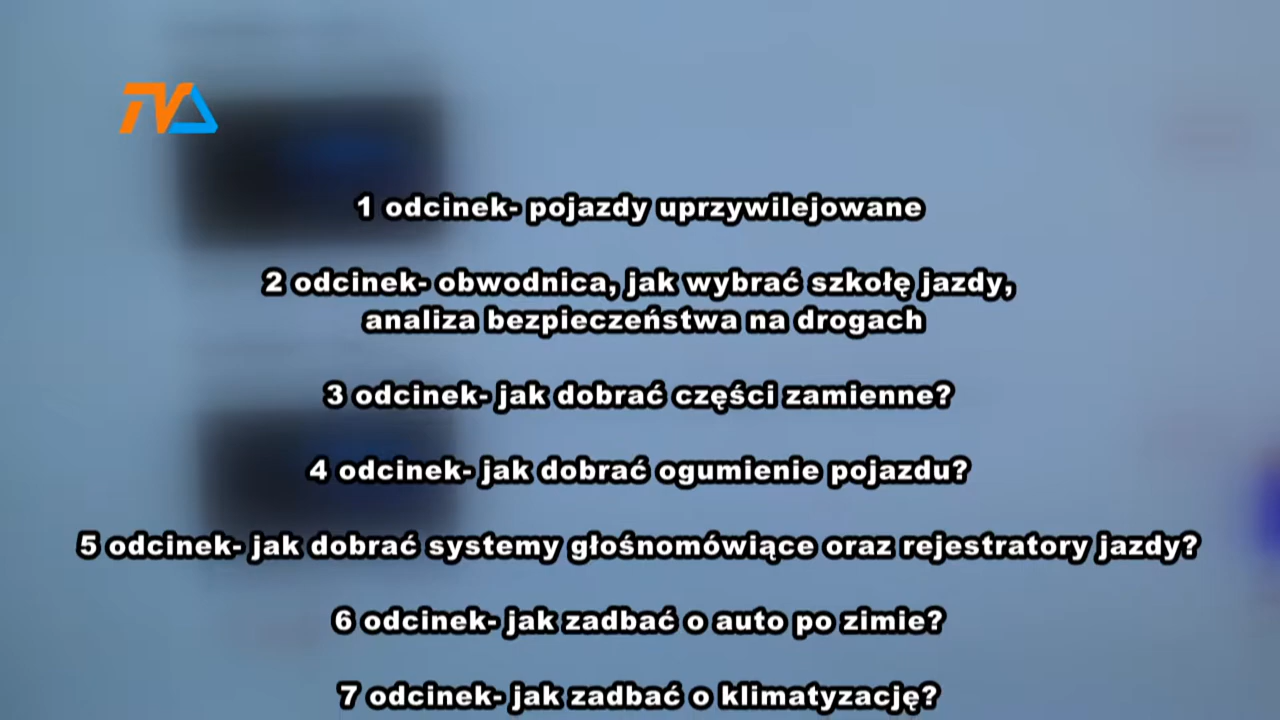 TVA
1 odcinek- pojazdy uprzywilejowane
2 odcinek- obwodnica, jak wybrać szkołę jazdy,
analiza bezpieczeństwa na drogach
3 odcinek- jak dobrać części zamienne?
4 odcinek- jak dobrać ogumienie pojazdu?
5 odcinek- jak dobrać systemy głośnomówiące oraz rejestratory jazdy?
6 odcinek- jak zadbać o auto po zimie?
7 odcinek- jak zadbać o klimatyzację?